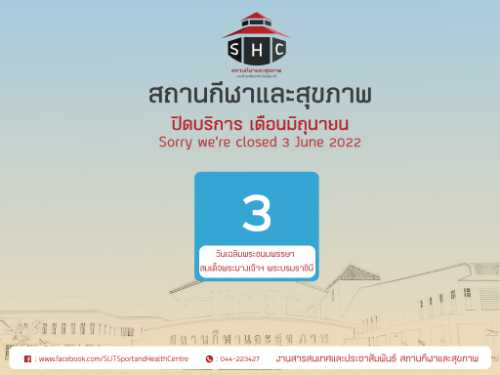 SHC
สถานกีฬาและสุขภาพ
สถานกีฬาและสุขภาพ
ปิดบริการ เดือนมิถุนายน
Sorry we're closed 3 June 2022
3
วันเฉลิมพระชนมพรรษา
สมเด็จพระนางเจ้าฯ พระบรมราชินี
สถานกีฬาและสุขภาพ
: www.facebook.com/SUTSportandHealthCentre
: 044-223427
งานสารสนเทศและประชาสัมพันธ์ สถานกีฬาและสุขภาพ